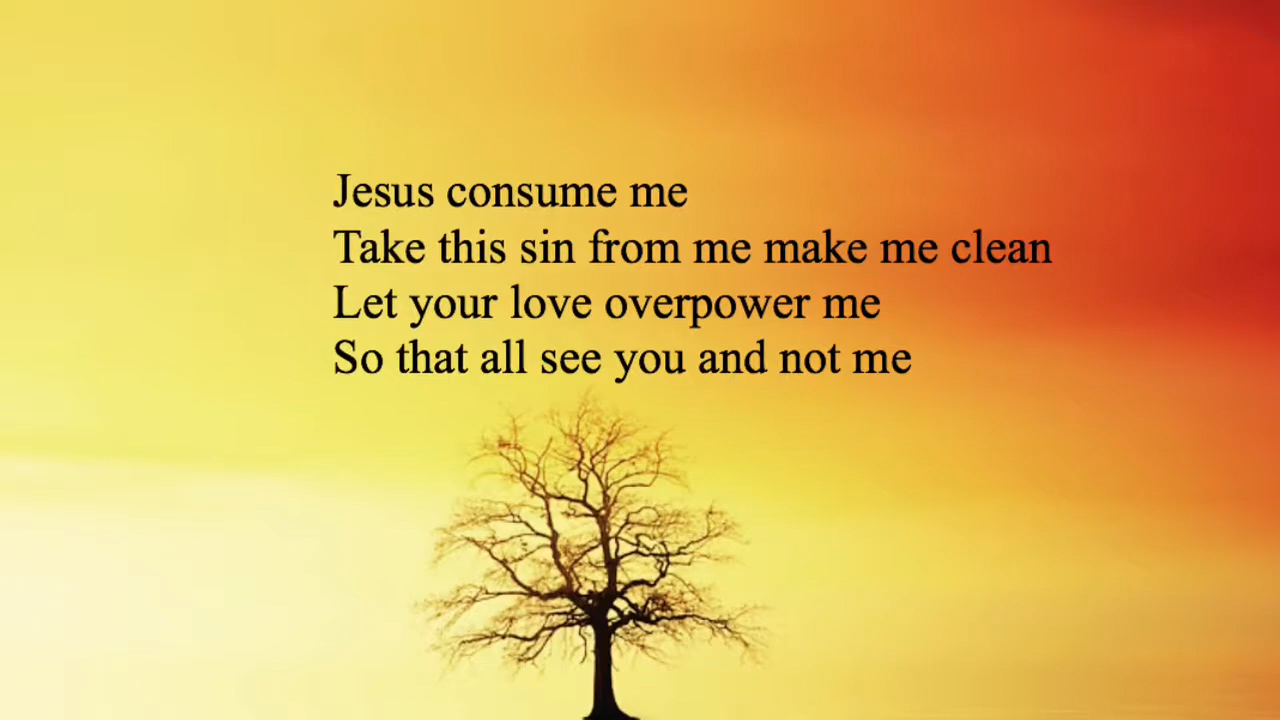 Jesus consume me
Take this sin from me make me clean
Let your love overpower me
So that all see you and not me